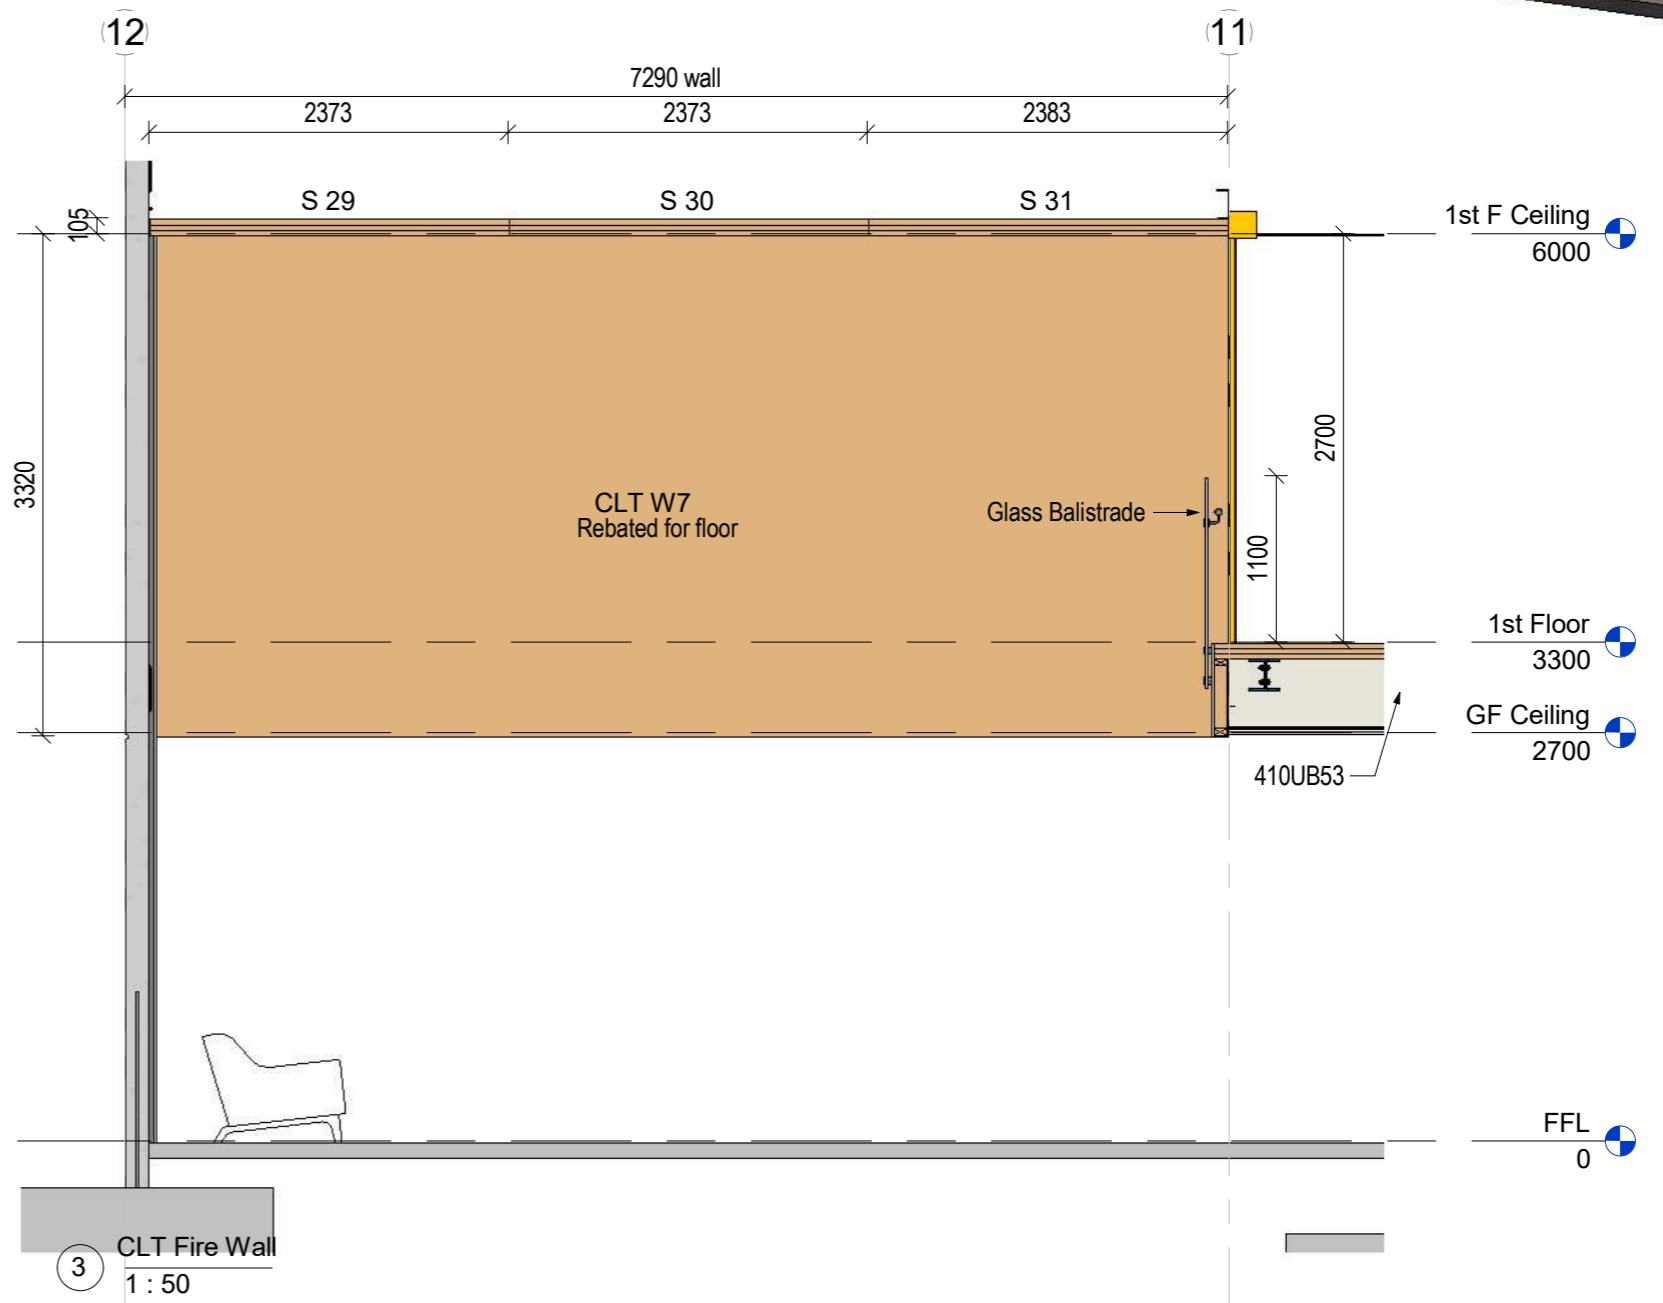 12
11
7290 wall
2373
2373
2383
S 29
S 30
S 31
105
1st F Ceiling
6000
3320
2700
CLT W7
Rebated for floor
Glass Balistrade
1100
1st Floor
3300
GF Ceiling
2700
410UB53
FFL
0
3
CLT Fire Wall
1 : 50